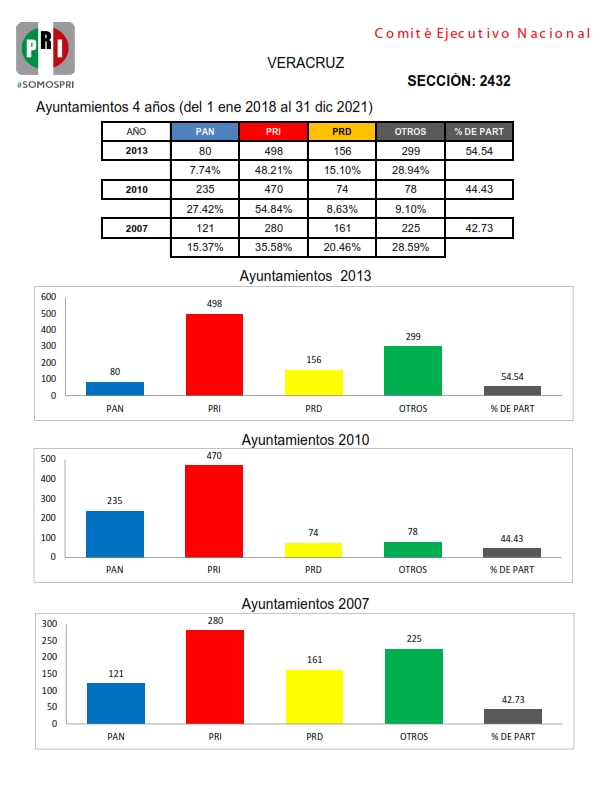 Comité Ejecutivo Nacional
PRI
#SOMOSPRI
VERACRUZ
SECCIÓN: 2432
Ayuntamientos 4 años (del 1 ene 2018 al 31 dic 2021)
AÑO PAN PRI PRD OTROS % DE PART
2013 80 498 156 299 54.54
7.74% 48.21% 15.10% 28.94%
2010 235 470 74 78 44.43
27.42% 54.84% 8.63% 9.10%
2007 121 280 161 225 42.73
15.37% 35.58% 20.46% 28.59%
Ayuntamientos 2013
600
500
400
300
200
100
0
80 498 156 299 54.54
PAN PRI PRD OTROS % DE PART
Ayuntamientos 2010
500
400
300
200
100
0
235 470 74 78 44.43
PAN PRI PRD OTROS % DE PART
Ayuntamientos 2007
300
250
200
150
100
50
0
121 280 161 225 42.73
PAN PRI PRD OTROS % DE PART